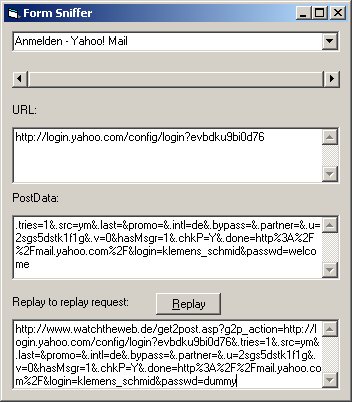 Form Sniffer
Anmelden - Yahoo! Mail
URL:
http://login.yahoo.com/config/login?evbdku9bi0d76
PostData:
.tries=1&.src=ym&.last=&promo=&.intl=de&.bypass=&.partner=&.u=
2sgs5dstk1f1g&.v=0&hasMsgr=1&.chkP=Y&.done=http%3A%2F
%2Fmail.yahoo.com%2F&login=klemens_schmid&passwd=welco
me
Replay to replay request:
Replay
http://www.watchtheweb.de/get2post.asp?g2p_action=http://l
ogin.yahoo.com/config/login?evbdku9bi0d76&.tries=1&.src=ym&
.last=&promo=&.intl=de&.bypass=&.partner=&.u=2sgs5dstk1f1g&.
v=0&hasMsgr=1&.chkP=Y&.done=http%3A%2F%2Fmail.yahoo.
com%2F&login=klemens_schmid&passwd=dummy